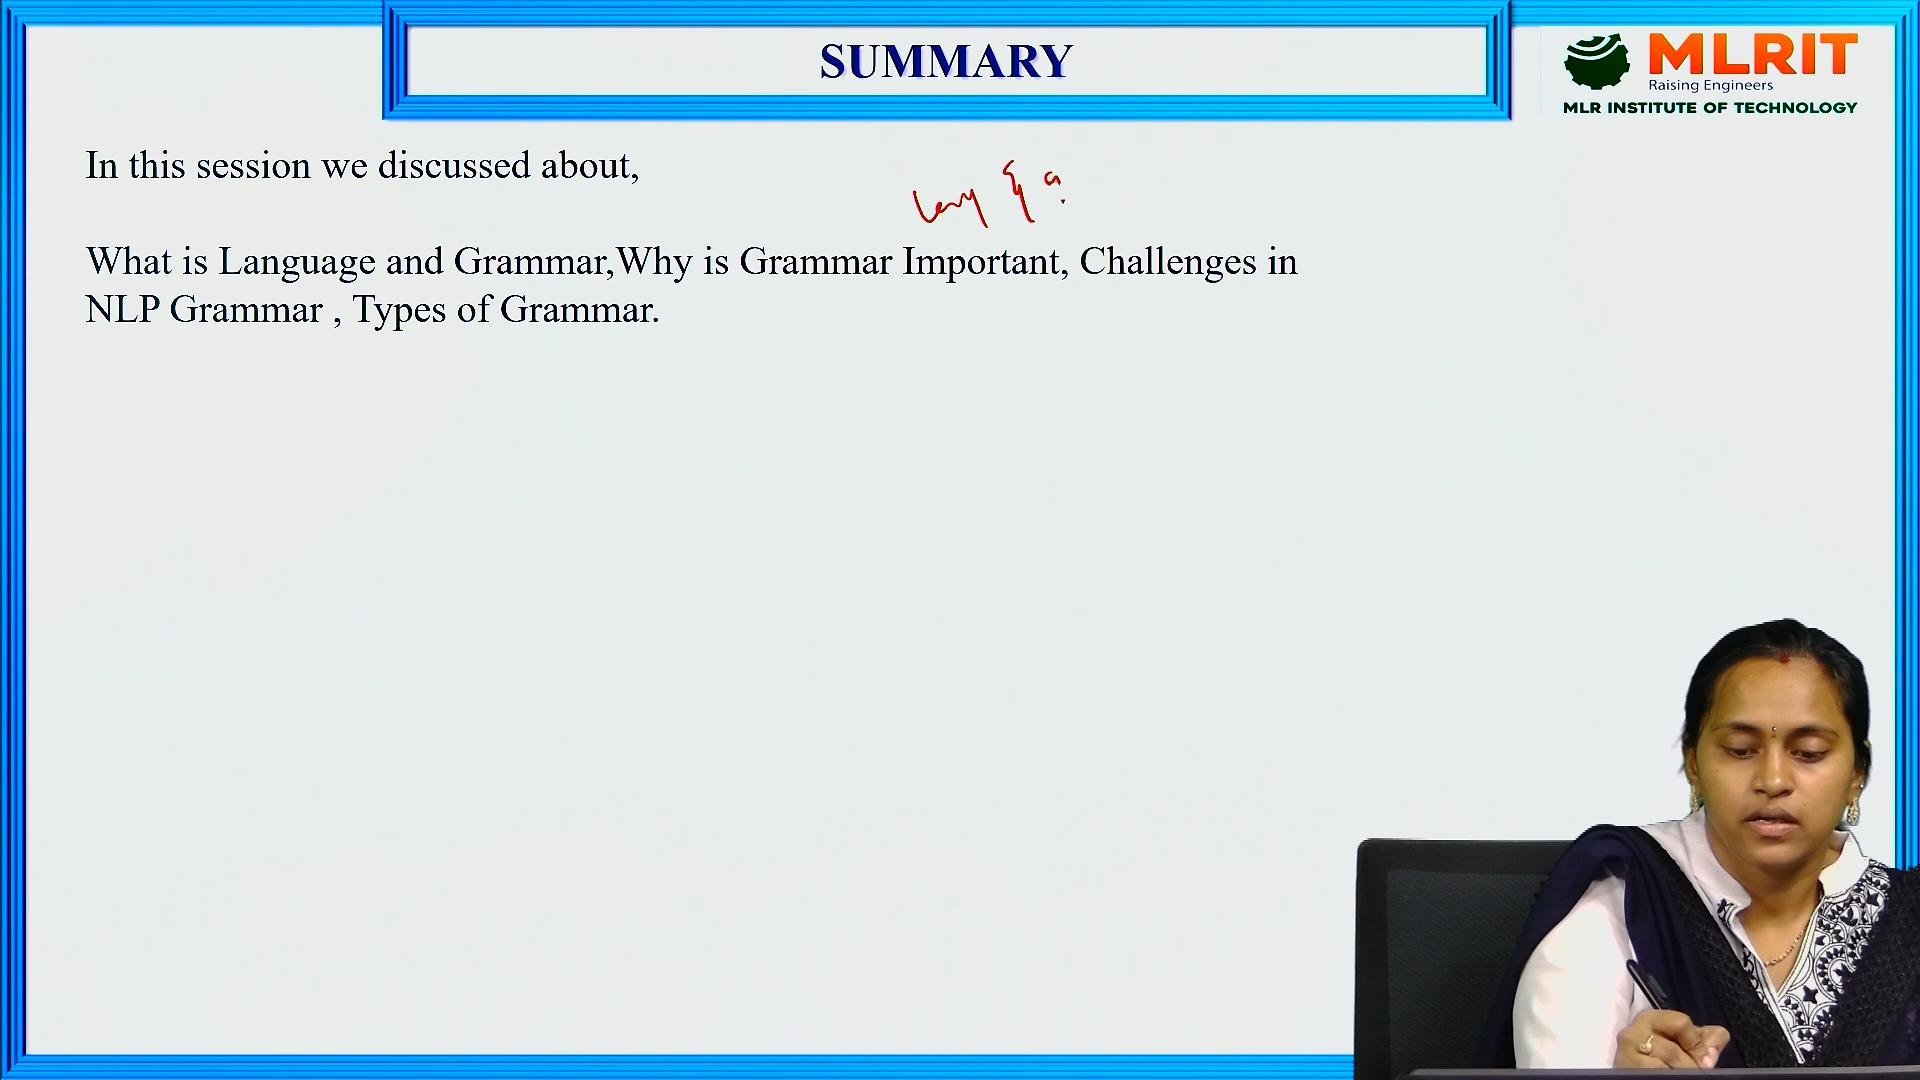 SUMMARY
MLRIT
Raising Engineers
MLR INSTITUTE OF TECHNOLOGY
In this session we discussed about,
What is Language and Grammar,Why is Grammar Important, Challenges in
NLP Grammar , Types of Grammar.